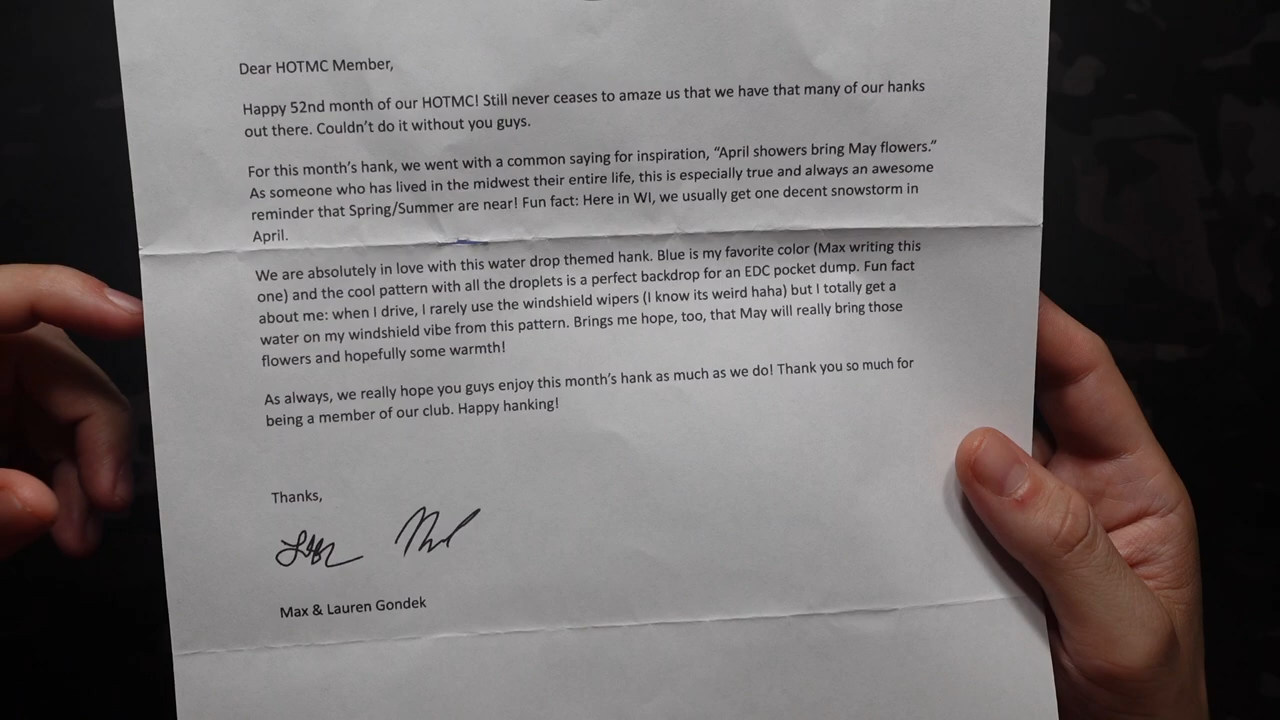 Dear HOTMC Member,
Happy 52nd month of our HOTMC! Still never ceases to amaze us that we have that many of our hanks
out there. Couldn't do it without you guys.
For this month's hank, we went with a common saying for inspiration, “April showers bring May flowers.”
As someone who has lived in the midwest their entire life, this is especially true and always an awesome
reminder that Spring/Summer are near! Fun fact: Here in WI, we usually get one decent snowstorm in
April.
We are absolutely in love with this water drop themed hank. Blue is my favorite color (Max writing this
one) and the cool pattern with all the droplets is a perfect backdrop for an EDC pocket dump. Fun fact
about me: when I drive, I rarely use the windshield wipers (I know its weird haha) but I totally get a
water on my windshield vibe from this pattern. Brings me hope, too, that May will really bring those
flowers and hopefully some warmth!
As always, we really hope you guys enjoy this month's hank as much as we do! Thank you so much for
being a member of our club. Happy hanking!
Thanks,
Max & Lauren Gondek